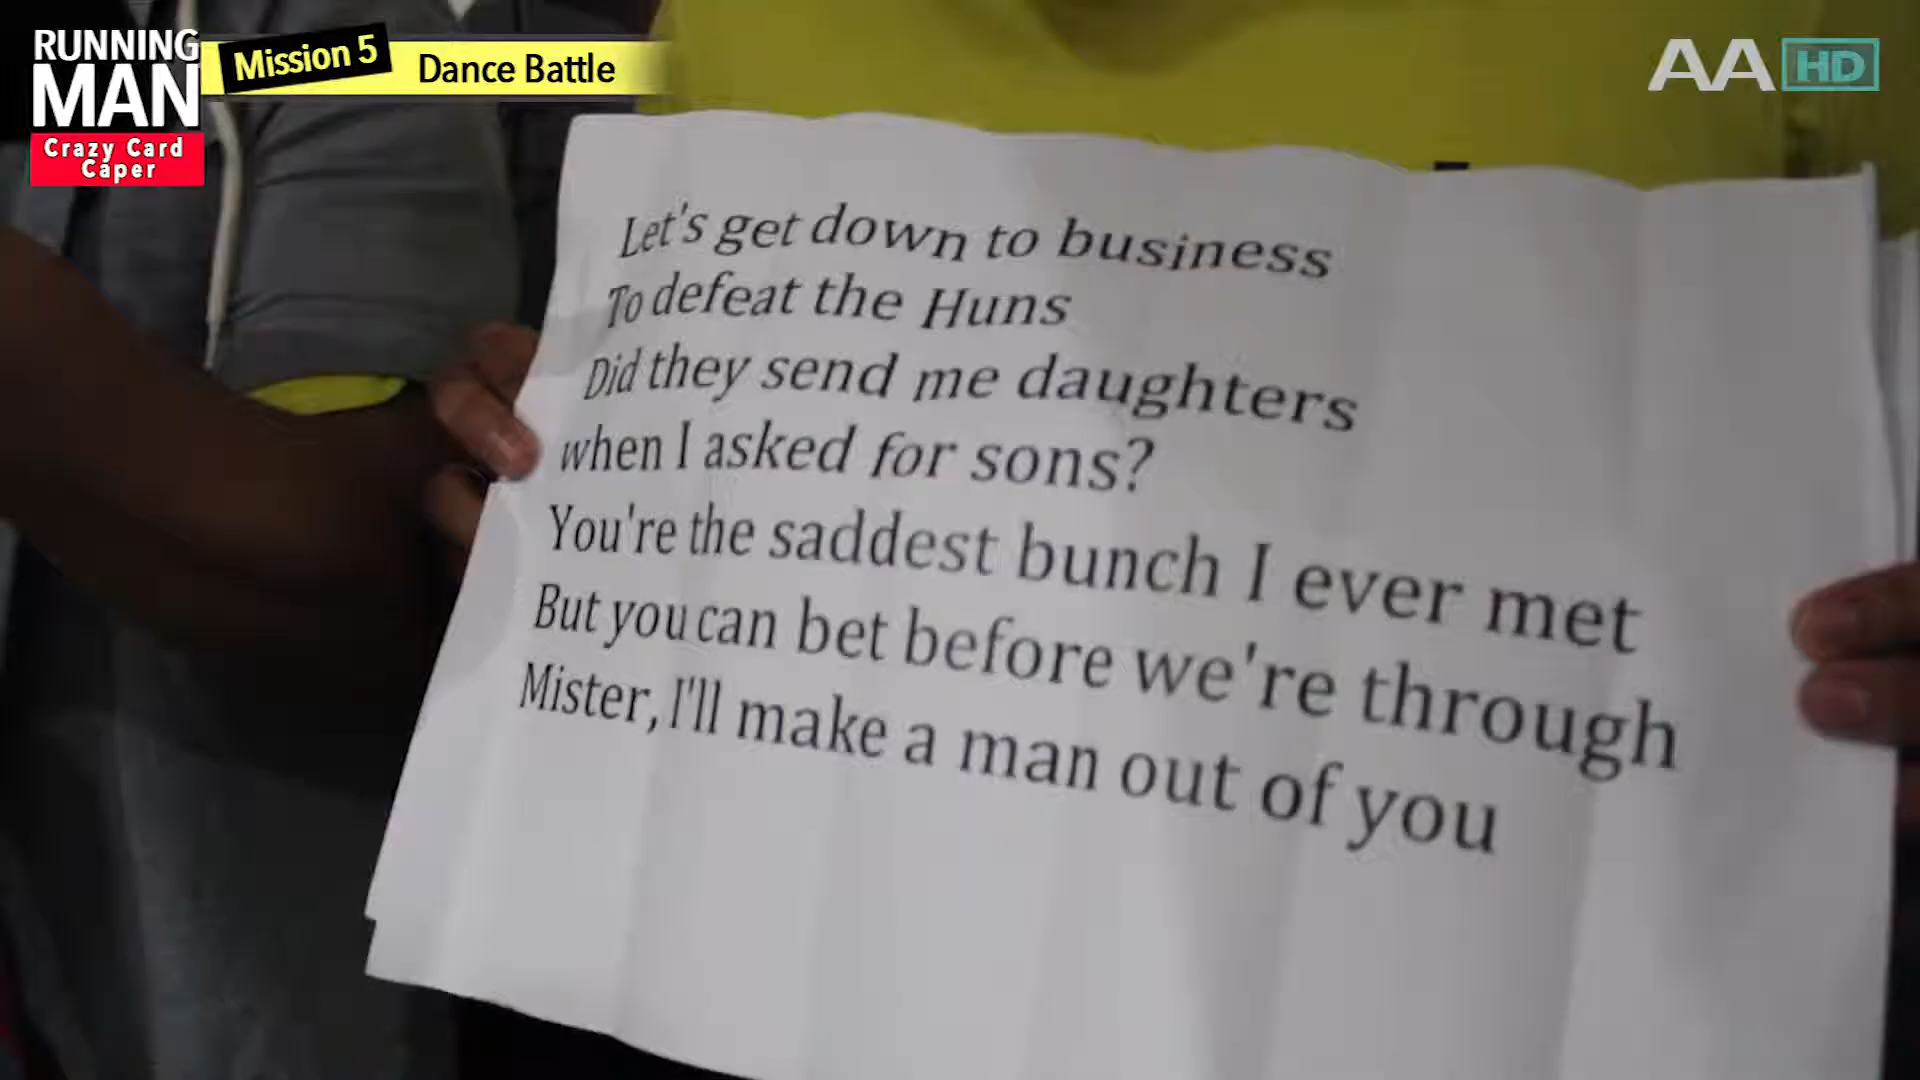 RUNNING
MAN
Crazy Card
Caper
Mission 5
Dance Battle
AA HD
Let's get down to business
To defeat the Huns
Did they send me daughters
when I asked for sons?
You're the saddest bunch I ever met
But you can bet before we're through
Mister, I'll make a man out of you